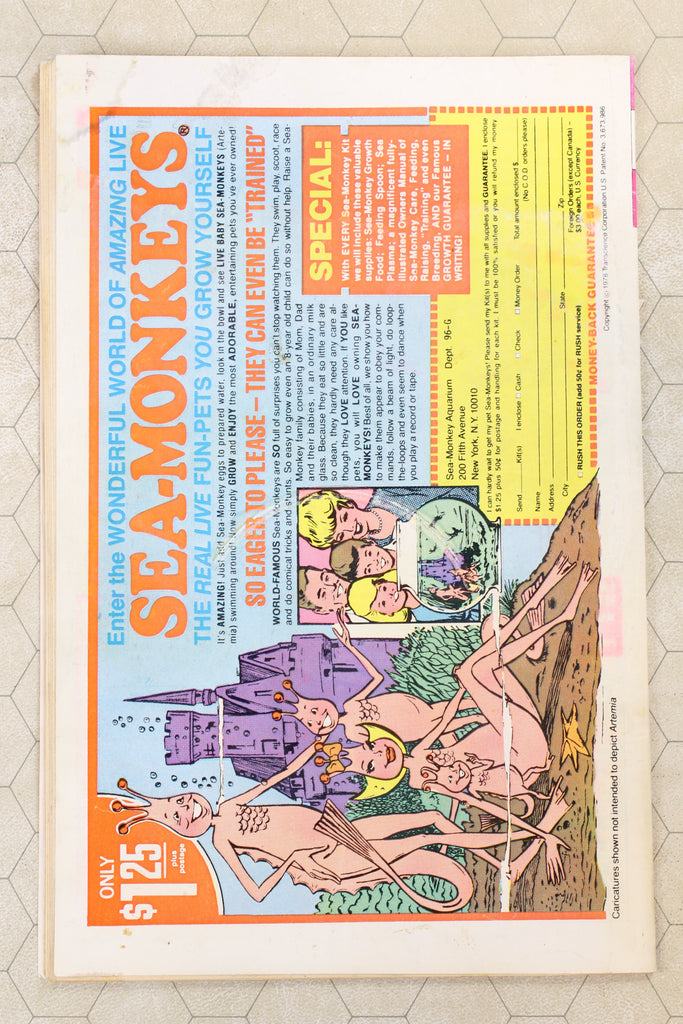 Enter the WONDERFUL WORLD OF AMAZING LIVE
SEA-MONKEYS®
THE REAL LIVE FUN-PETS YOU GROW YOURSELF
It's AMAZING! Just add Sea-Monkey eggs to prepared water, look in the bowl and see LIVE BABY SEA-MONKEYS (Arte-
mia) swimming around! Now simply GROW and ENJOY the most ADORABLE, entertaining pets you've ever owned!
SO EAGER TO PLEASE – THEY CAN EVEN BE "TRAINED"
WORLD-FAMOUS Sea-Monkeys are SO full of surprises you can't stop watching them. They swim, play, scoot, race
and do comical tricks and stunts. So easy to grow even an 8-year old child can do so without help. Raise a Sea-
Monkey family consisting of Mom, Dad
and their babies, in an ordinary milk
glass. Because they eat so little and are
so clean, they hardly need any care al-
though they LOVE attention. If YOU like
pets, you will LOVE owning SEA-
MONKEYS! Best of all, we show you how
to make them appear to obey your com-
mands, follow a beam of light, do loop-
the-loops and even seem to dance when
you play a record or tape.
SPECIAL:
With EVERY Sea-Monkey Kit
we will include these valuable
supplies: Sea-Monkey Growth
Food; Feeding Spoon; See
Plasma; a magnificent fully-
illustrated Owners Manual of
Sea-Monkey Care, Feeding,
Raising, "Training" and even
Breeding, AND our Famous
GROWTH GUARANTEE – IN
WRITING!
ONLY
$1.25
plus
postage
Sea-Monkey Aquarium Dept. 96-G
200 Fifth Avenue
New York, N.Y. 10010
I can hardly wait to get my pet Sea-Monkeys! Please send my Kit(s) to me with all supplies and GUARANTEE. I enclose
$1.25 plus 50¢ for postage and handling for each kit. I must be 100% satisfied or you will refund my money.
Send Kit(s) I enclose □ Cash □ Check □ Money Order Total amount enclosed $
(No C.O.D. orders please)
Name
Address
City State Zip
□ RUSH THIS ORDER (add 50¢ for RUSH service)
Foreign Orders (except Canada) –
$3.00 each, U.S. Currency
MONEY-BACK GUARANTEE
Copyright © 1976 Transcience Corporation U.S. Patent No. 3,673,986
Caricatures shown not intended to depict Artemia